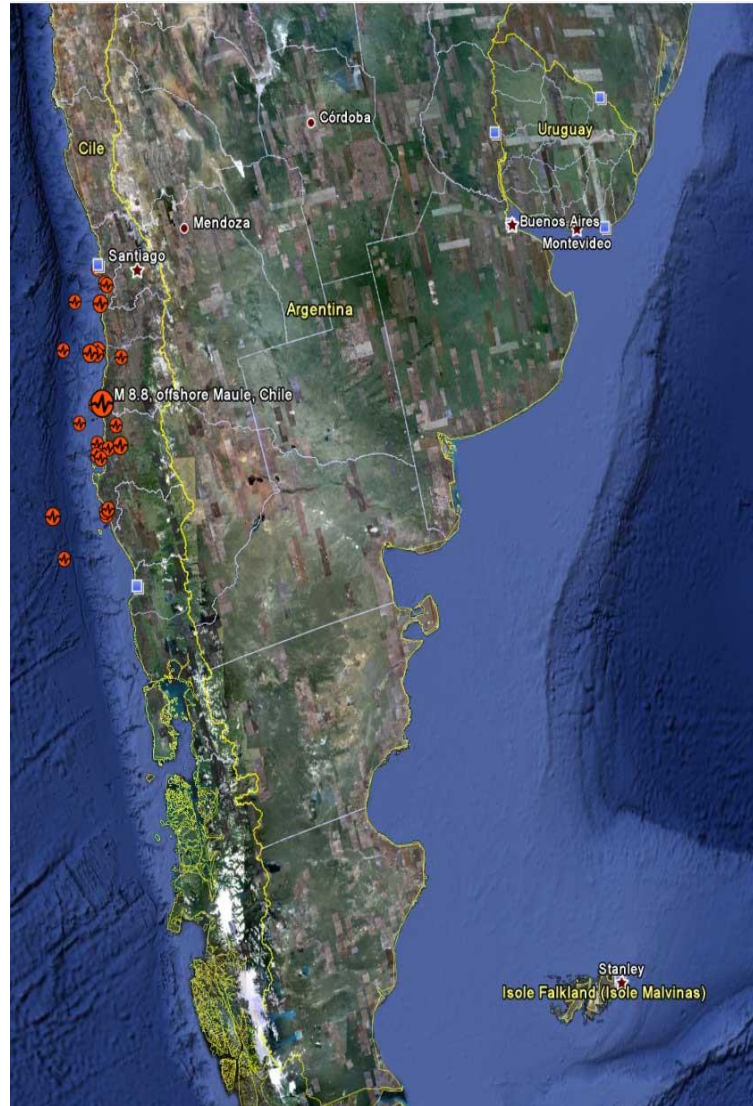 Córdoba
Cile
Uruguay
Mendoza
Buenos Aires
Montevideo
Santiago
Argentina
M 8.8, offshore Maule, Chile
Stanley
Isole Falkland (Isole Malvinas)